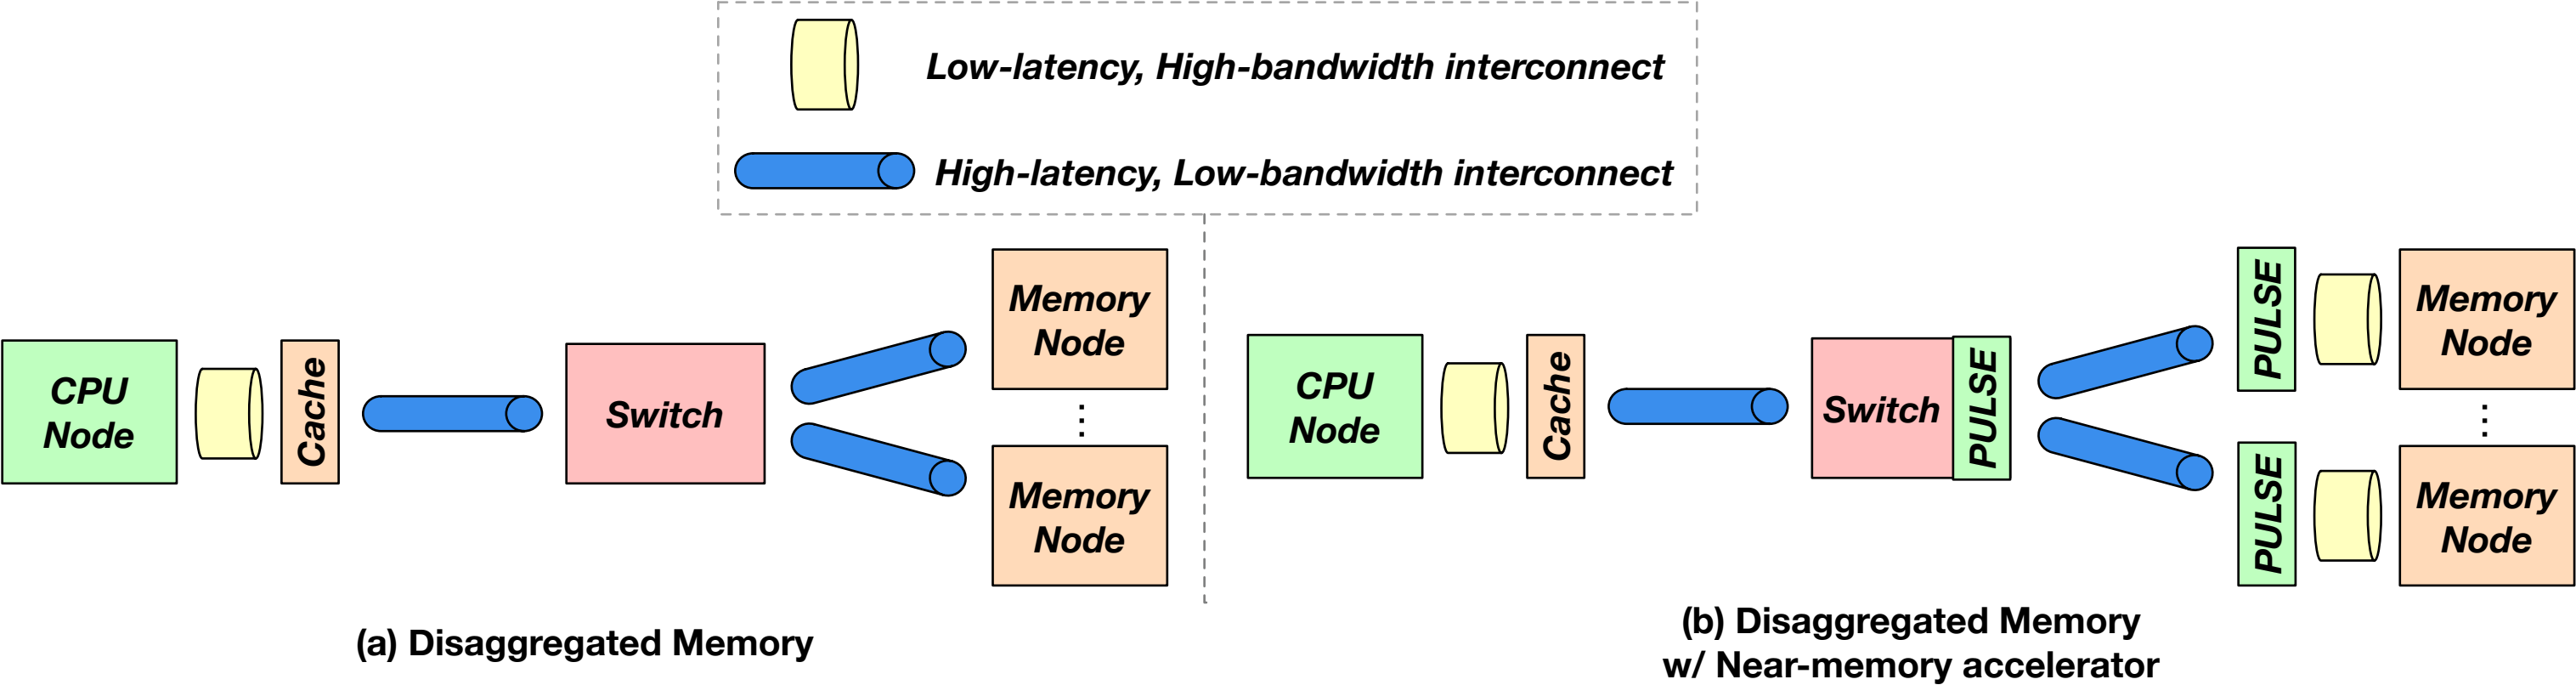 Low-latency, High-bandwidth interconnect
High-latency, Low-bandwidth interconnect
CPU
Node
Cache
Switch
Memory
Node
⋮
Memory
Node
(a) Disaggregated Memory
CPU
Node
Cache
Switch
PULSE
PULSE
Memory
Node
⋮
PULSE
Memory
Node
(b) Disaggregated Memory
w/ Near-memory accelerator